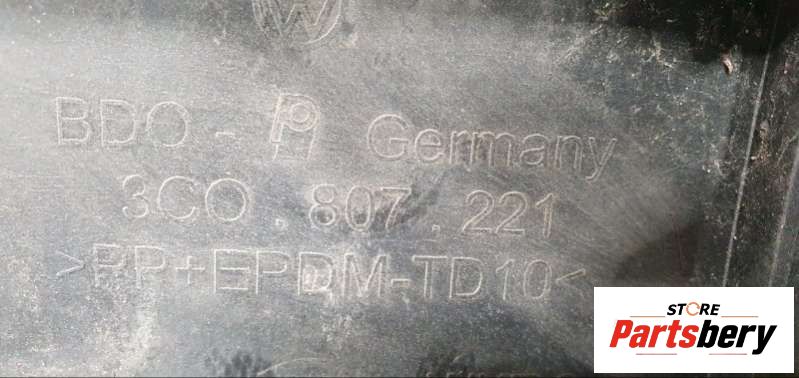 BDO - Germany
3C0 . 807 . 221
>PP+EPDM-TD10<
STORE
Partsbery